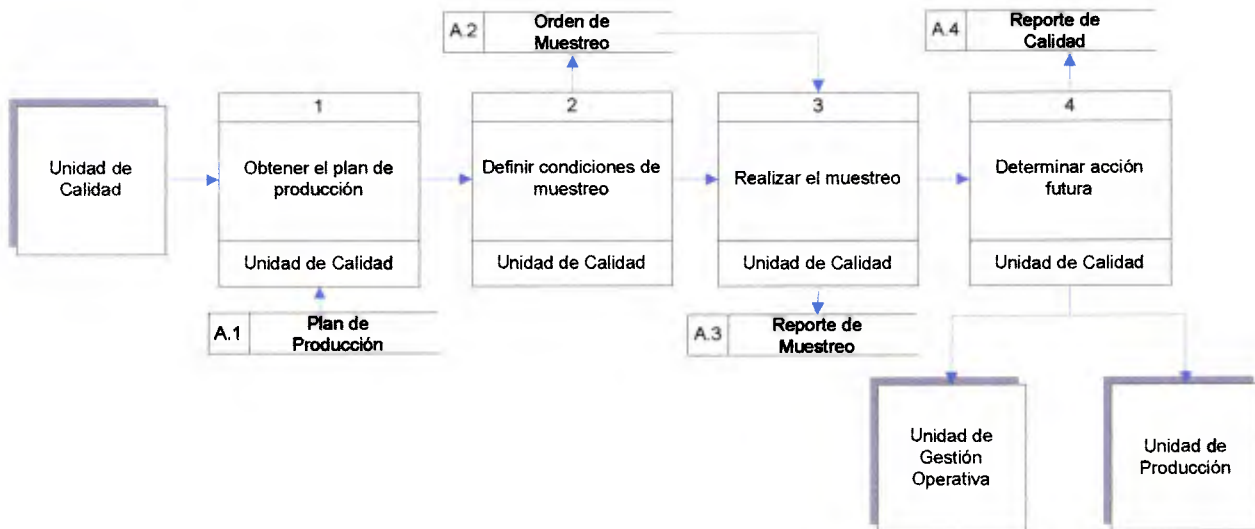 A.2
Orden de
Muestreo
A.4
Reporte de
Calidad
Unidad de
Calidad
1
Obtener el plan de
producción
Unidad de Calidad
2
Definir condiciones de
muestreo
Unidad de Calidad
3
Realizar el muestreo
Unidad de Calidad
4
Determinar acción
futura
Unidad de Calidad
A.1
Plan de
Producción
A.3
Reporte de
Muestreo
Unidad de
Gestión
Operativa
Unidad de
Producción